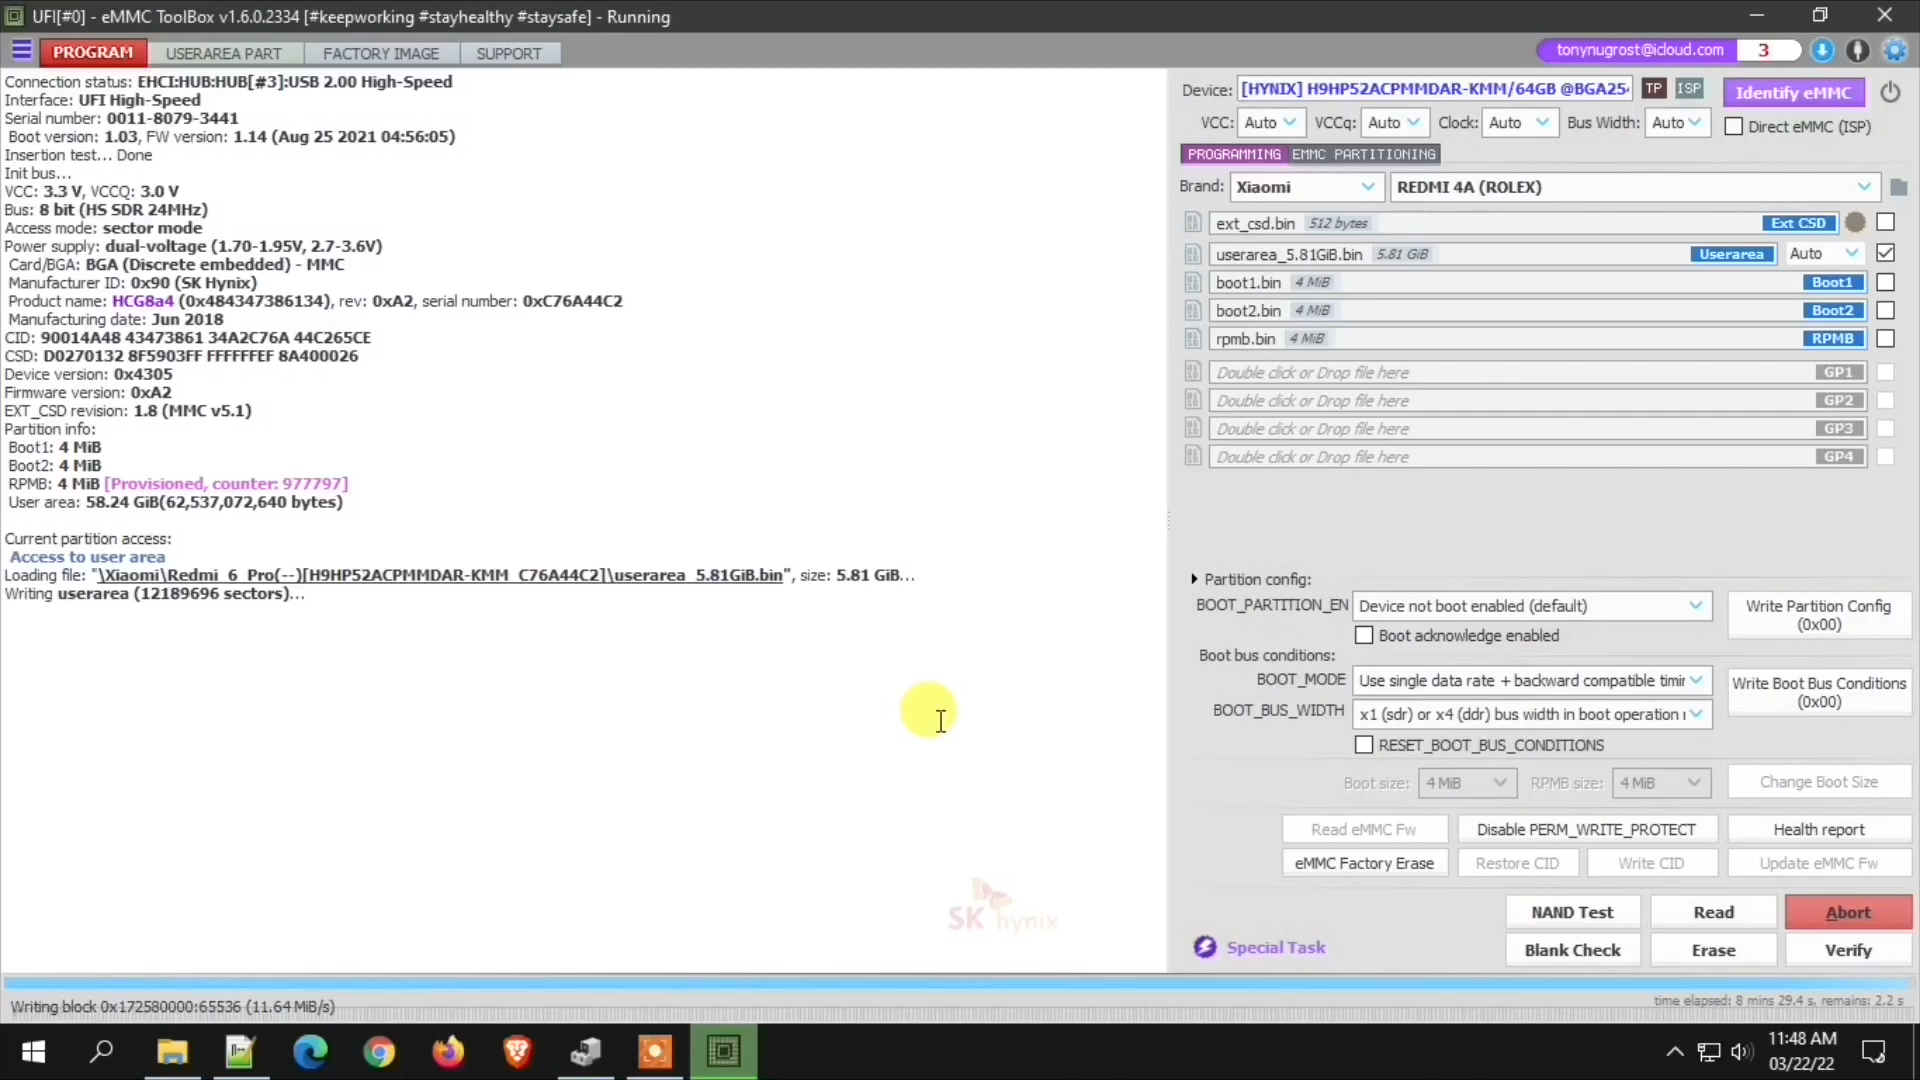 UFI[#0] - eMMC ToolBox v1.6.0.2334 [#keepworking #stayhealthy #staysafe] - Running
PROGRAM USERAREA PART FACTORY IMAGE SUPPORT
tonynugrost@icloud.com 3
Connection status: EHCI:HUB:HUB[#3]:USB 2.00 High-Speed
Interface: UFI High-Speed
Serial number: 0011-8079-3441
Boot version: 1.03, FW version: 1.14 (Aug 25 2021 04:56:05)
Insertion test... Done
Init bus...
VCC: 3.3 V, VCCQ: 3.0 V
Bus: 8 bit (HS SDR 24MHz)
Access mode: sector mode
Power supply: dual-voltage (1.70-1.95V, 2.7-3.6V)
Card/BGA: BGA (Discrete embedded) - MMC
Manufacturer ID: 0x90 (SK Hynix)
Product name: HCG8a4 (0x484347386134), rev: 0xA2, serial number: 0xC76A44C2
Manufacturing date: Jun 2018
CID: 90014A48 43473861 34A2C76A 44C265CE
CSD: D0270132 8F5903FF FFFFFFEF 8A400026
Device version: 0x4305
Firmware version: 0xA2
EXT_CSD revision: 1.8 (MMC v5.1)
Partition info:
Boot1: 4 MiB
Boot2: 4 MiB
RPMB: 4 MiB [Provisioned, counter: 977797]
User area: 58.24 GiB(62,537,072,640 bytes)
Current partition access:
Access to user area
Loading file: "\Xiaomi\Redmi_6_Pro(--)[H9HP52ACPMMDAR-KMM_C76A44C2]\userarea_5.81GiB.bin", size: 5.81 GiB...
Writing userarea (12189696 sectors)...
SK hynix
Device: [HYNIX] H9HP52ACPMMDAR-KMM/64GB @BGA25 TP ISP Identify eMMC
VCC: Auto VCCq: Auto Clock: Auto Bus Width: Auto Direct eMMC (ISP)
PROGRAMMING EMMC PARTITIONING
Brand: Xiaomi REDMI 4A (ROLEX)
ext_csd.bin 512 bytes Ext CSD
userarea_5.81GiB.bin 5.81 GiB Userarea Auto
boot1.bin 4 MiB Boot1
boot2.bin 4 MiB Boot2
rpmb.bin 4 MiB RPMB
Double click or Drop file here GP1
Double click or Drop file here GP2
Double click or Drop file here GP3
Double click or Drop file here GP4
Partition config:
BOOT_PARTITION_EN Device not boot enabled (default) Write Partition Config (0x00)
Boot acknowledge enabled
Boot bus conditions:
BOOT_MODE Use single data rate + backward compatible timir Write Boot Bus Conditions (0x00)
BOOT_BUS_WIDTH x1 (sdr) or x4 (ddr) bus width in boot operation
RESET_BOOT_BUS_CONDITIONS
Boot size: 4 MiB RPMB size: 4 MiB Change Boot Size
Read eMMC Fw Disable PERM_WRITE_PROTECT Health report
eMMC Factory Erase Restore CID Write CID Update eMMC Fw
NAND Test Read Abort
Special Task Blank Check Erase Verify
Writing block 0x172580000:65536 (11.64 MiB/s) time elapsed: 8 mins 29.4 s, remains: 2.2 s
11:48 AM
03/22/22